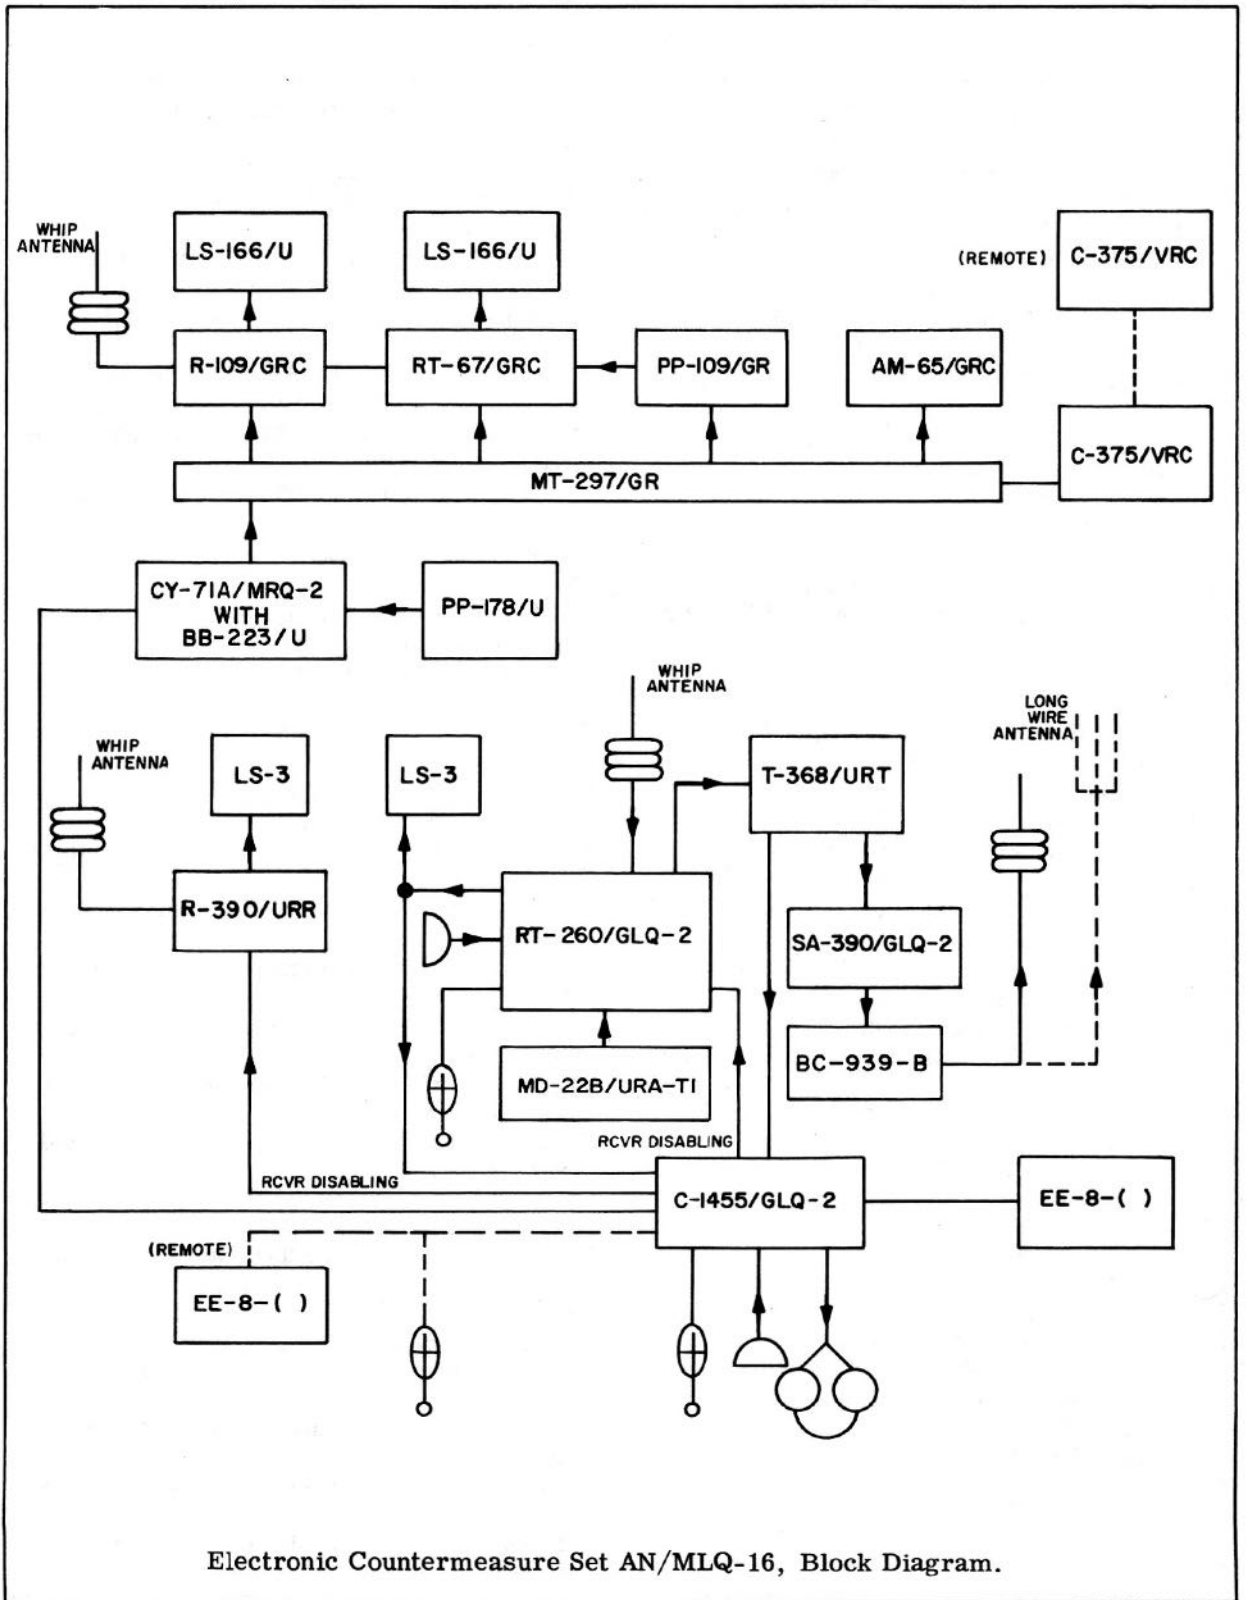 WHIP
ANTENNA
LS-166/U
LS-166/U
(REMOTE)
C-375/VRC
R-109/GRC
RT-67/GRC
PP-109/GR
AM-65/GRC
C-375/VRC
MT-297/GR
CY-71A/MRQ-2
WITH
BB-223/U
PP-178/U
WHIP
ANTENNA
WHIP
ANTENNA
LONG
WIRE
ANTENNA
LS-3
LS-3
T-368/URT
R-390/URR
RT-260/GLQ-2
SA-390/GLQ-2
MD-22B/URA-T1
BC-939-B
RCVR DISABLING
RCVR DISABLING
C-1455/GLQ-2
EE-8-( )
(REMOTE)
EE-8-( )
Electronic Countermeasure Set AN/MLQ-16, Block Diagram.